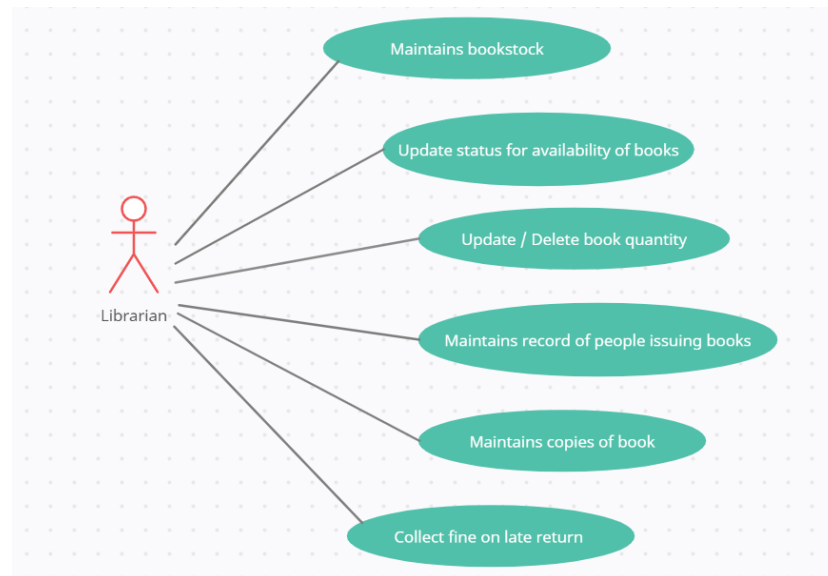 Maintains bookstock
Update status for availability of books
Update / Delete book quantity
Librarian
Maintains record of people issuing books
Maintains copies of book
Collect fine on late return